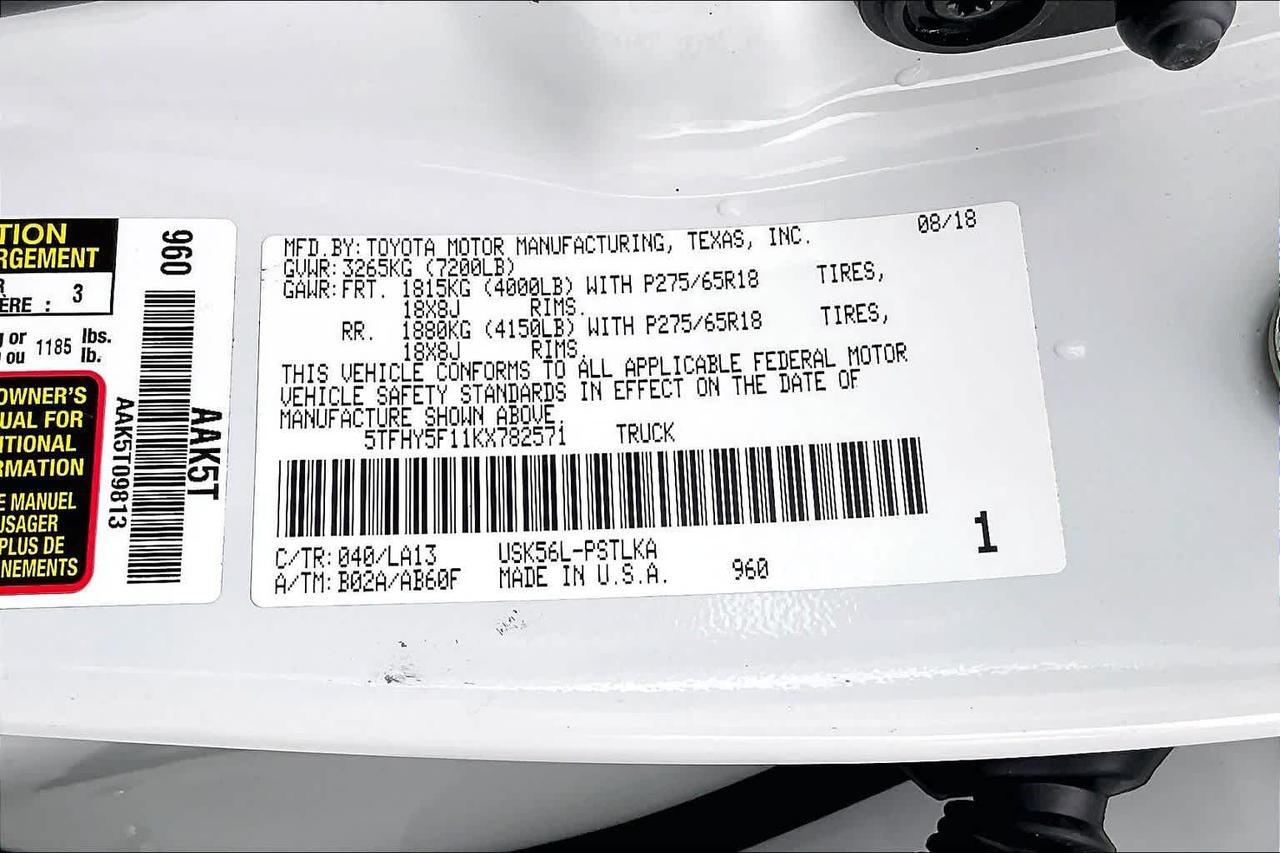 TION
RGEMENT
R
ÈRE : 3
g or 1185 lbs.
ou lb.
OWNER'S
UAL FOR
ITIONAL
RMATION
E MANUEL
USAGER
PLUS DE
NEMENTS
960
AAK5T
AAK5T09813
08/18
MFD. BY: TOYOTA MOTOR MANUFACTURING, TEXAS, INC.
GVWR: 3265KG (7200LB)
GAWR: FRT. 1815KG (4000LB) WITH P275/65R18 TIRES,
18X8J RIMS.
RR. 1880KG (4150LB) WITH P275/65R18 TIRES,
18X8J RIMS.
THIS VEHICLE CONFORMS TO ALL APPLICABLE FEDERAL MOTOR
VEHICLE SAFETY STANDARDS IN EFFECT ON THE DATE OF
MANUFACTURE SHOWN ABOVE.
5TFHY5F11KX782571 TRUCK
C/TR: 040/LA13 USK56L-PSTLKA
A/TM: B02A/AB60F MADE IN U.S.A. 960
1